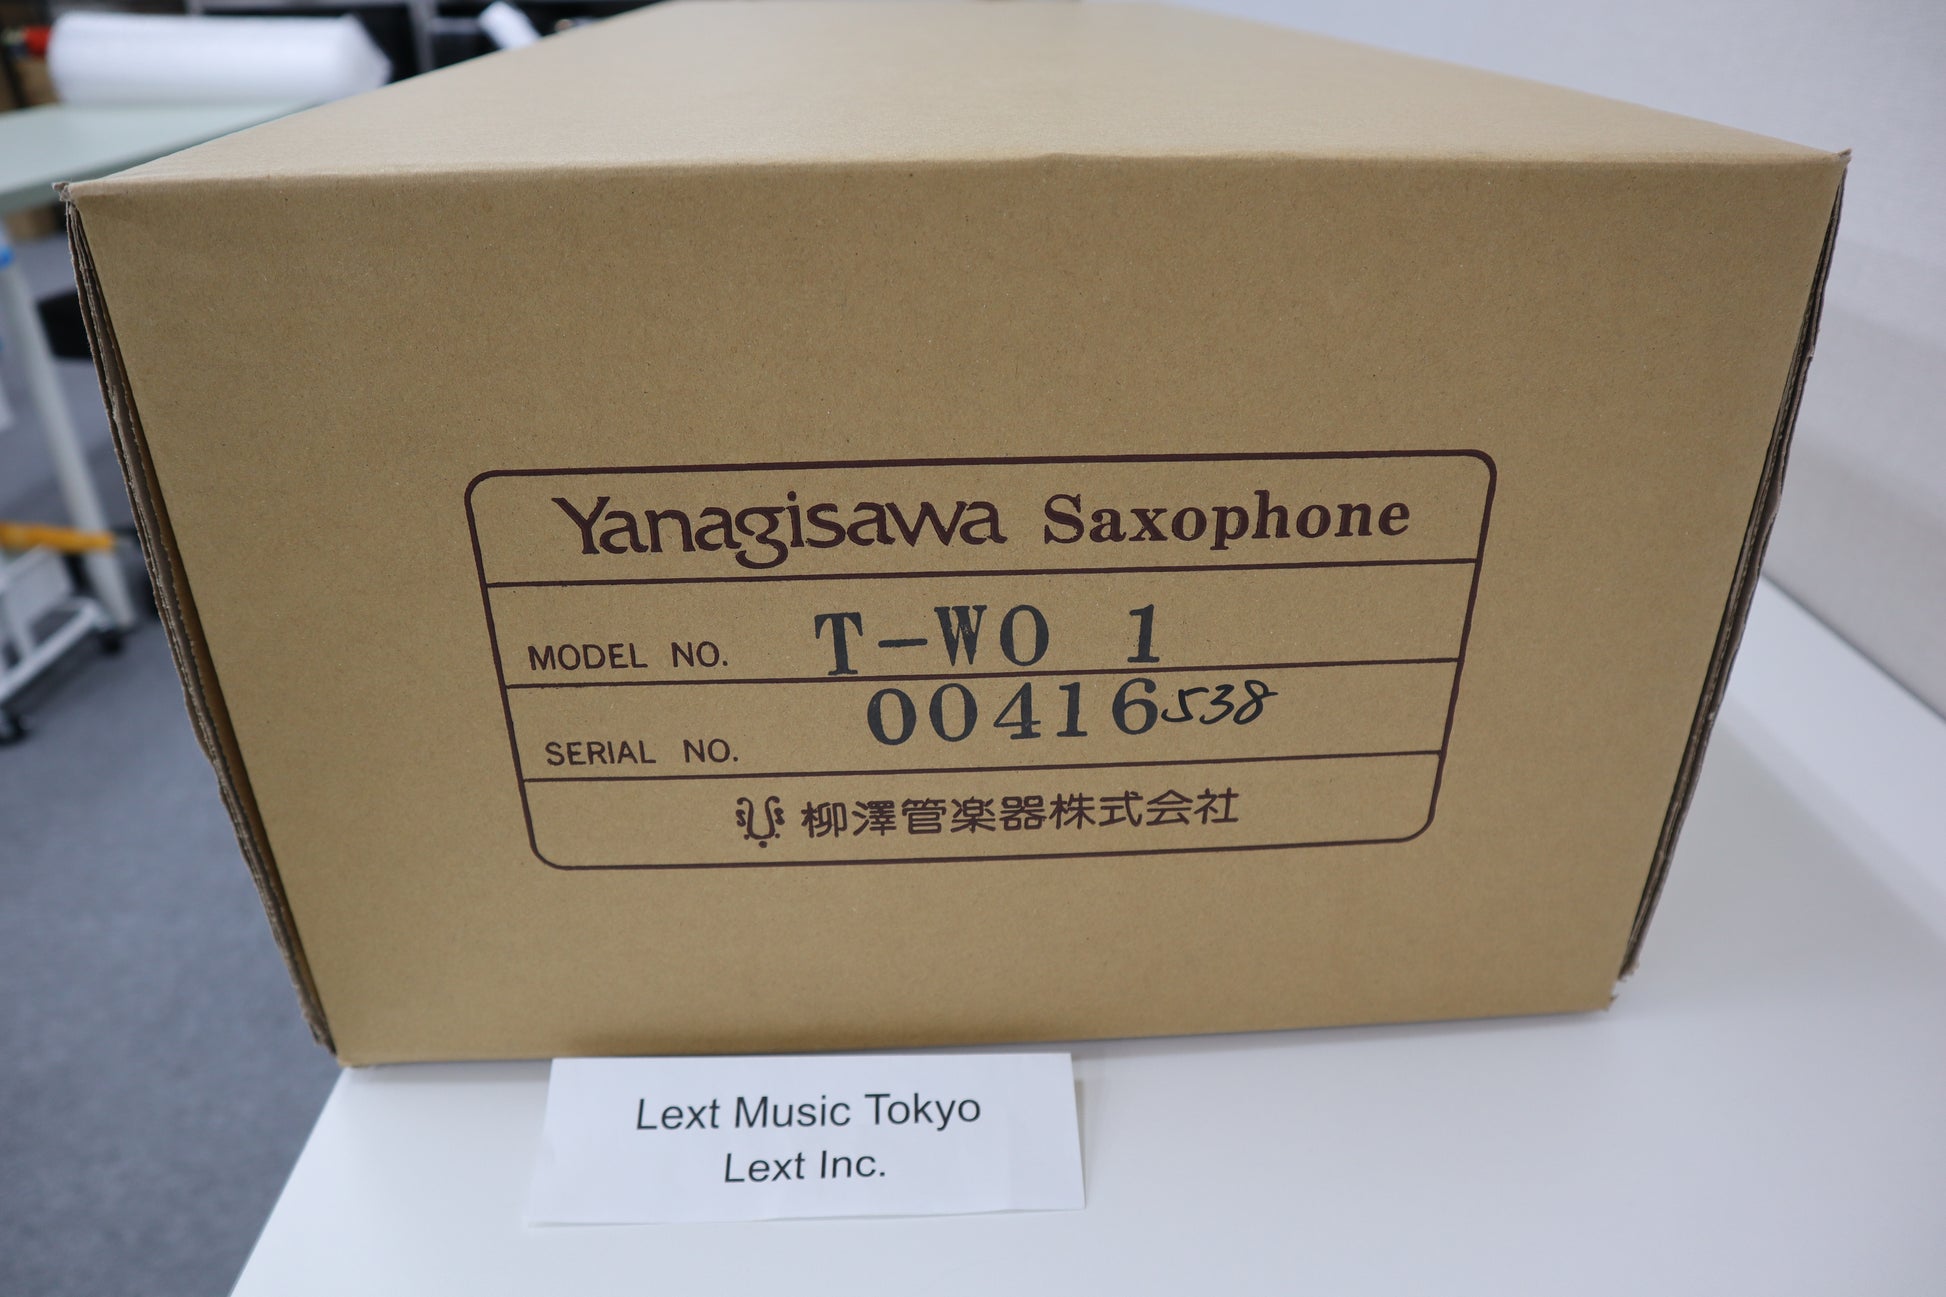 Yanagisawa Saxophone
MODEL NO. T-WO 1
SERIAL NO. 00416538
柳澤管楽器株式会社
Lext Music Tokyo
Lext Inc.